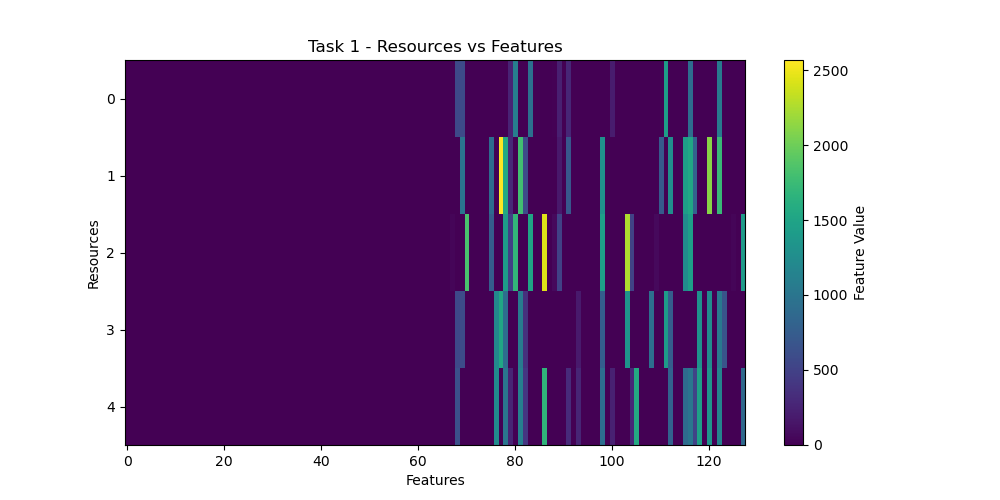 Task 1 - Resources vs Features
Resources
0
1
2
3
4
0 20 40 60 80 100 120
Features
2500
2000
1500
1000
500
0
Feature Value